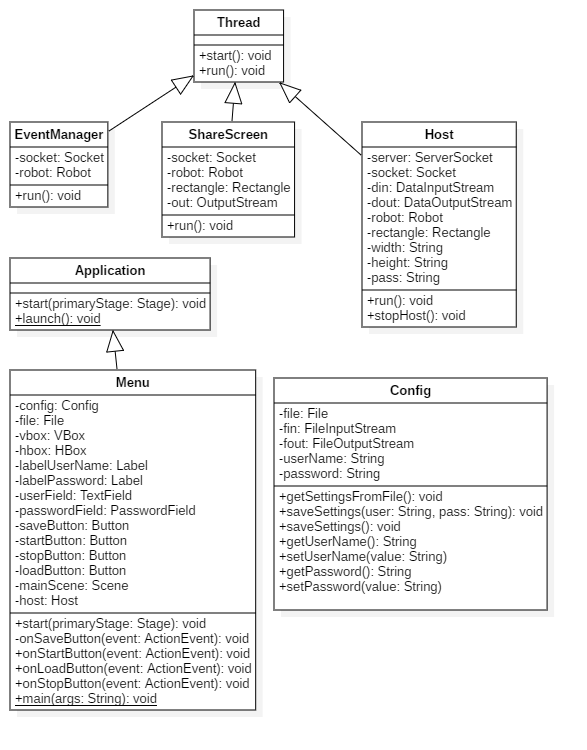 Thread
+start(): void
+run(): void
EventManager
-socket: Socket
-robot: Robot
+run(): void
ShareScreen
-socket: Socket
-robot: Robot
-rectangle: Rectangle
-out: OutputStream
+run(): void
Host
-server: ServerSocket
-socket: Socket
-din: DataInputStream
-dout: DataOutputStream
-robot: Robot
-rectangle: Rectangle
-width: String
-height: String
-pass: String
+run(): void
+stopHost(): void
Application
+start(primaryStage: Stage): void
+launch(): void
Menu
-config: Config
-file: File
-vbox: VBox
-hbox: HBox
-labelUserName: Label
-labelPassword: Label
-userField: TextField
-passwordField: PasswordField
-saveButton: Button
-startButton: Button
-stopButton: Button
-loadButton: Button
-mainScene: Scene
-host: Host
+start(primaryStage: Stage): void
-onSaveButton(event: ActionEvent): void
+onStartButton(event: ActionEvent): void
+onLoadButton(event: ActionEvent): void
+onStopButton(event: ActionEvent): void
+main(args: String): void
Config
-file: File
-fin: FileInputStream
-fout: FileOutputStream
-userName: String
-password: String
+getSettingsFromFile(): void
+saveSettings(user: String, pass: String): void
+saveSettings(): void
+getUserName(): String
+setUserName(value: String)
+getPassword(): String
+setPassword(value: String)